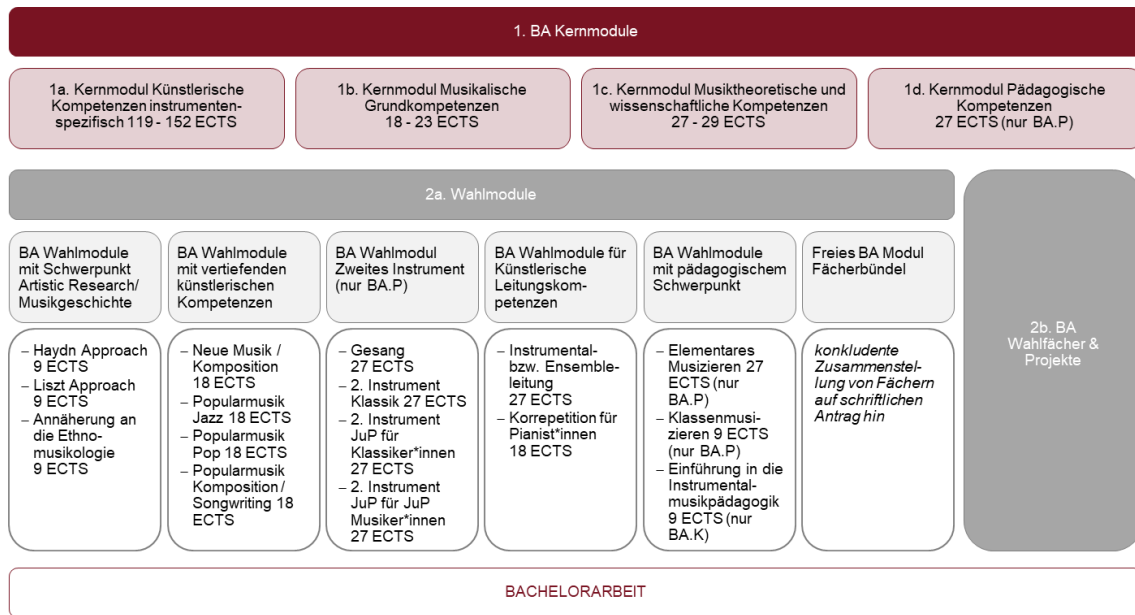 1. BA Kernmodule
1a. Kernmodul Künstlerische
Kompetenzen instrumenten-
spezifisch 119 - 152 ECTS
1b. Kernmodul Musikalische
Grundkompetenzen
18 - 23 ECTS
1c. Kernmodul Musiktheoretische und
wissenschaftliche Kompetenzen
27 - 29 ECTS
1d. Kernmodul Pädagogische
Kompetenzen
27 ECTS (nur BA.P)
2a. Wahlmodule
BA Wahlmodule
mit Schwerpunkt
Artistic Research/
Musikgeschichte
– Haydn Approach
9 ECTS
– Liszt Approach
9 ECTS
– Annäherung an
die Ethno-
musikologie
9 ECTS
BA Wahlmodule
mit vertiefenden
künstlerischen
Kompetenzen
– Neue Musik /
Komposition
18 ECTS
– Popularmusik
Jazz 18 ECTS
– Popularmusik
Pop 18 ECTS
– Popularmusik
Komposition /
Songwriting 18
ECTS
BA Wahlmodul
Zweites Instrument
(nur BA.P)
– Gesang
27 ECTS
– 2. Instrument
Klassik 27 ECTS
– 2. Instrument
JuP für
Klassiker*innen
27 ECTS
– 2. Instrument
JuP für JuP
Musiker*innen
27 ECTS
BA Wahlmodule für
Künstlerische
Leitungskom-
petenzen
– Instrumental-
bzw. Ensemble-
leitung
27 ECTS
– Korrepetition für
Pianist*innen
18 ECTS
BA Wahlmodule
mit pädagogischem
Schwerpunkt
– Elementares
Musizieren 27
ECTS (nur
BA.P)
– Klassenmusi-
zieren 9 ECTS
(nur BA.P)
– Einführung in die
Instrumental-
musikpädagogik
9 ECTS (nur
BA.K)
Freies BA Modul
Fächerbündel
konkludente
Zusammenstel-
lung von Fächern
auf schriftlichen
Antrag hin
2b. BA
Wahlfächer &
Projekte
BACHELORARBEIT